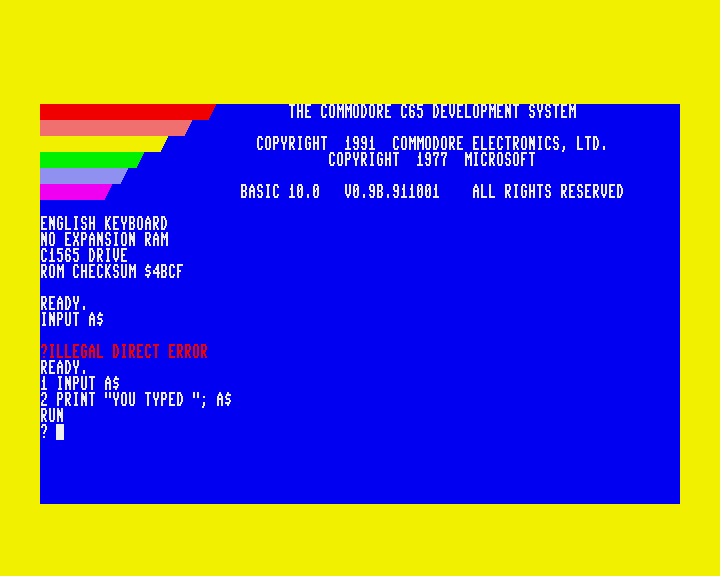 THE COMMODORE C65 DEVELOPMENT SYSTEM
COPYRIGHT  1991  COMMODORE ELECTRONICS, LTD.
COPYRIGHT  1977  MICROSOFT
BASIC 10.0   V0.9B.911001    ALL RIGHTS RESERVED
ENGLISH KEYBOARD
NO EXPANSION RAM
C1565 DRIVE
ROM CHECKSUM $4BCF
READY.
INPUT A$
?ILLEGAL DIRECT ERROR
READY.
1 INPUT A$
2 PRINT "YOU TYPED "; A$
RUN
?